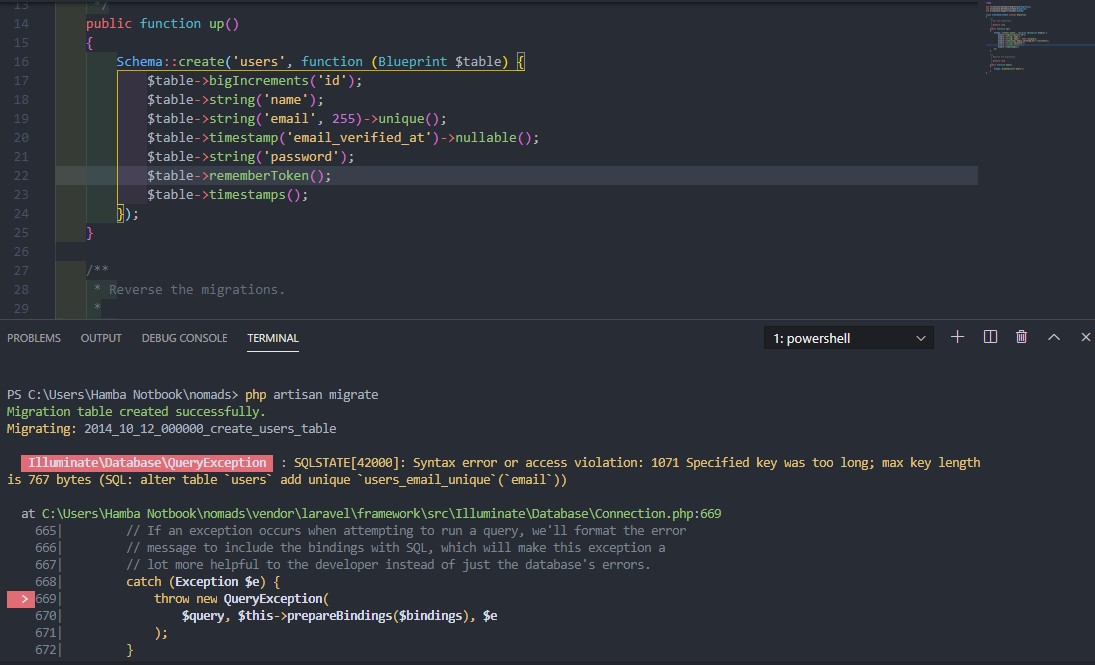 13 */
14 public function up()
15 {
16 Schema::create('users', function (Blueprint $table) {
17 $table->bigIncrements('id');
18 $table->string('name');
19 $table->string('email', 255)->unique();
20 $table->timestamp('email_verified_at')->nullable();
21 $table->string('password');
22 $table->rememberToken();
23 $table->timestamps();
24 });
25 }
26
27 /**
28 * Reverse the migrations.
29 *
PROBLEMS OUTPUT DEBUG CONSOLE TERMINAL 1: powershell
PS C:\Users\Hamba Notbook\nomads> php artisan migrate
Migration table created successfully.
Migrating: 2014_10_12_000000_create_users_table
Illuminate\Database\QueryException : SQLSTATE[42000]: Syntax error or access violation: 1071 Specified key was too long; max key length
is 767 bytes (SQL: alter table `users` add unique `users_email_unique`(`email`))
at C:\Users\Hamba Notbook\nomads\vendor\laravel\framework\src\Illuminate\Database\Connection.php:669
665| // If an exception occurs when attempting to run a query, we'll format the error
666| // message to include the bindings with SQL, which will make this exception a
667| // lot more helpful to the developer instead of just the database's errors.
668| catch (Exception $e) {
> 669| throw new QueryException(
670| $query, $this->prepareBindings($bindings), $e
671| );
672| }